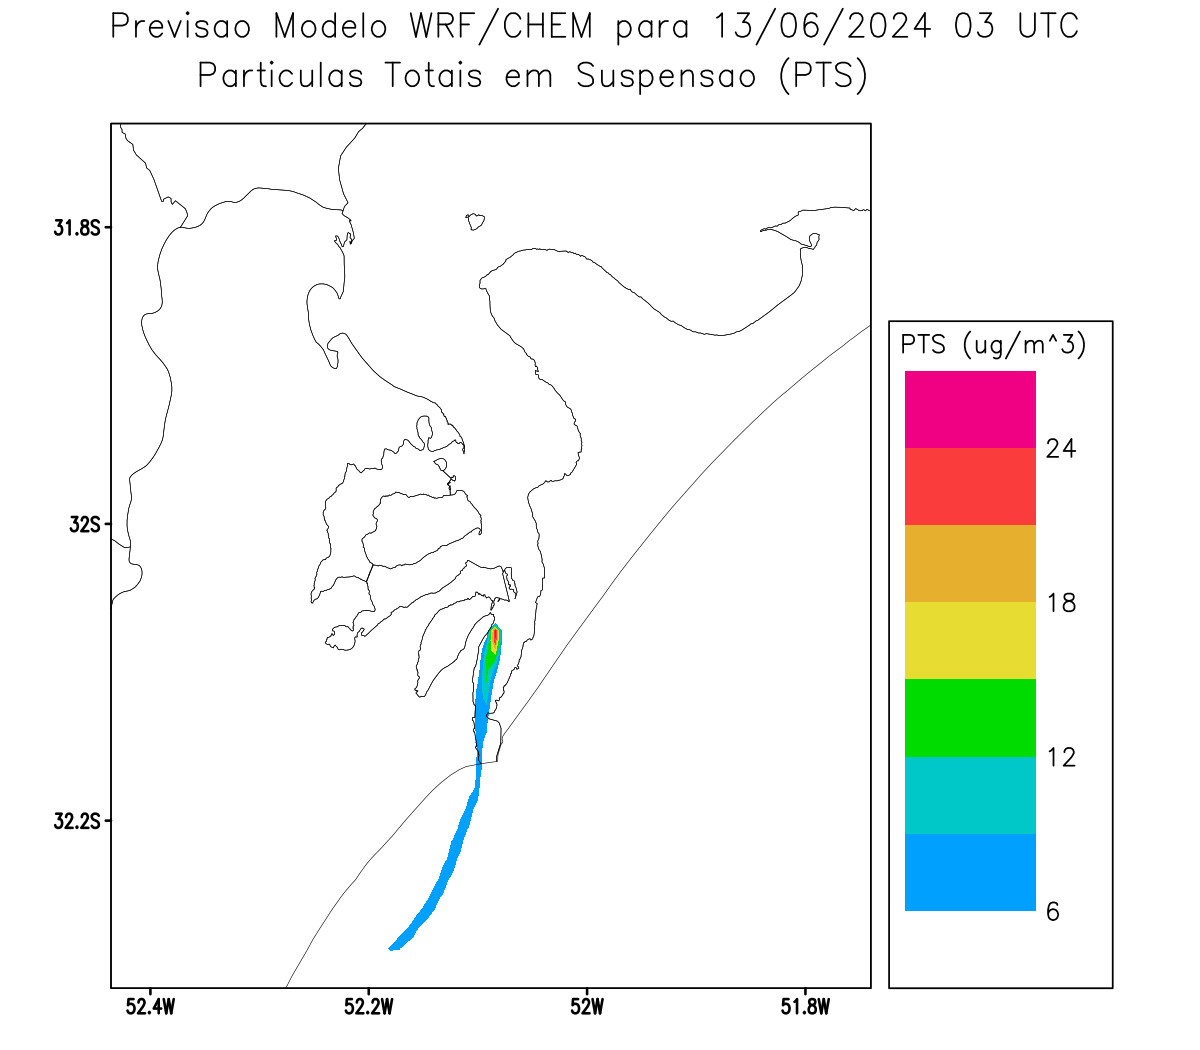 Previsao Modelo WRF/CHEM para 13/06/2024 03 UTC
Particulas Totais em Suspensao (PTS)
31.8S
32S
32.2S
52.4W
52.2W
52W
51.8W
PTS (ug/m^3)
24
18
12
6